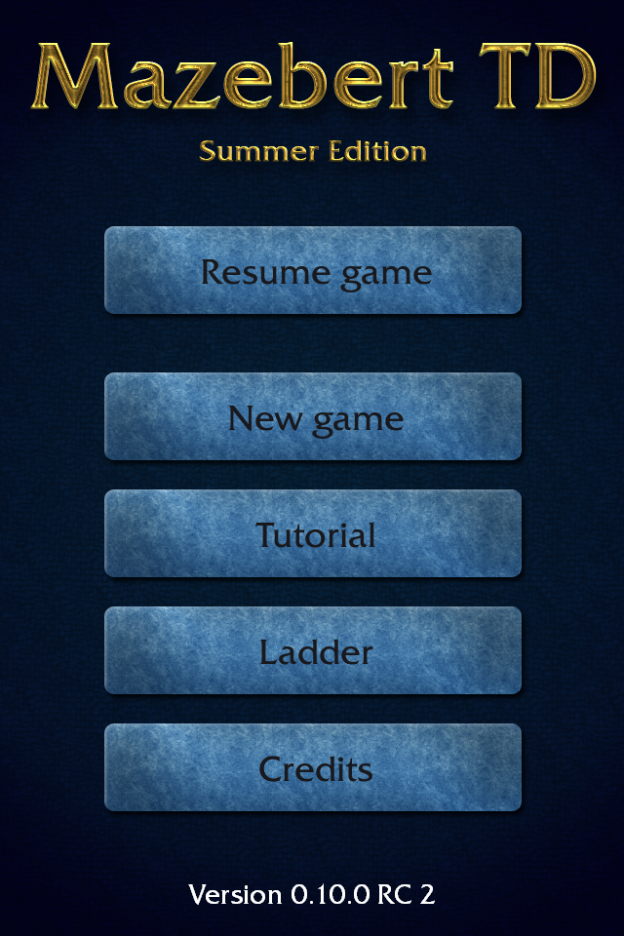 Mazebert TD
Summer Edition
Resume game
New game
Tutorial
Ladder
Credits
Version 0.10.0 RC 2